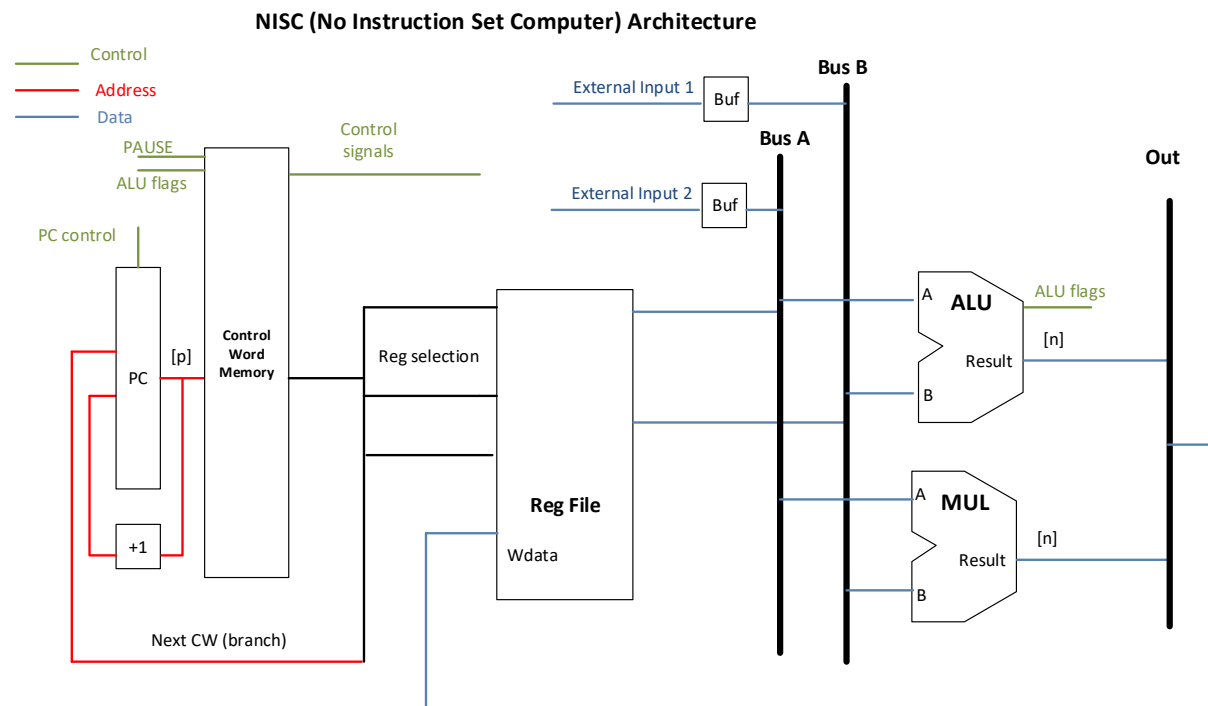 NISC (No Instruction Set Computer) Architecture
Control
Address
Data
PAUSE
ALU flags
PC control
Control
signals
External Input 1
Buf
Bus B
Bus A
External Input 2
Buf
Out
[p]
PC
+1
Control
Word
Memory
Reg selection
Reg File
Wdata
Next CW (branch)
A
ALU
ALU flags
[n]
Result
B
A
MUL
[n]
Result
B